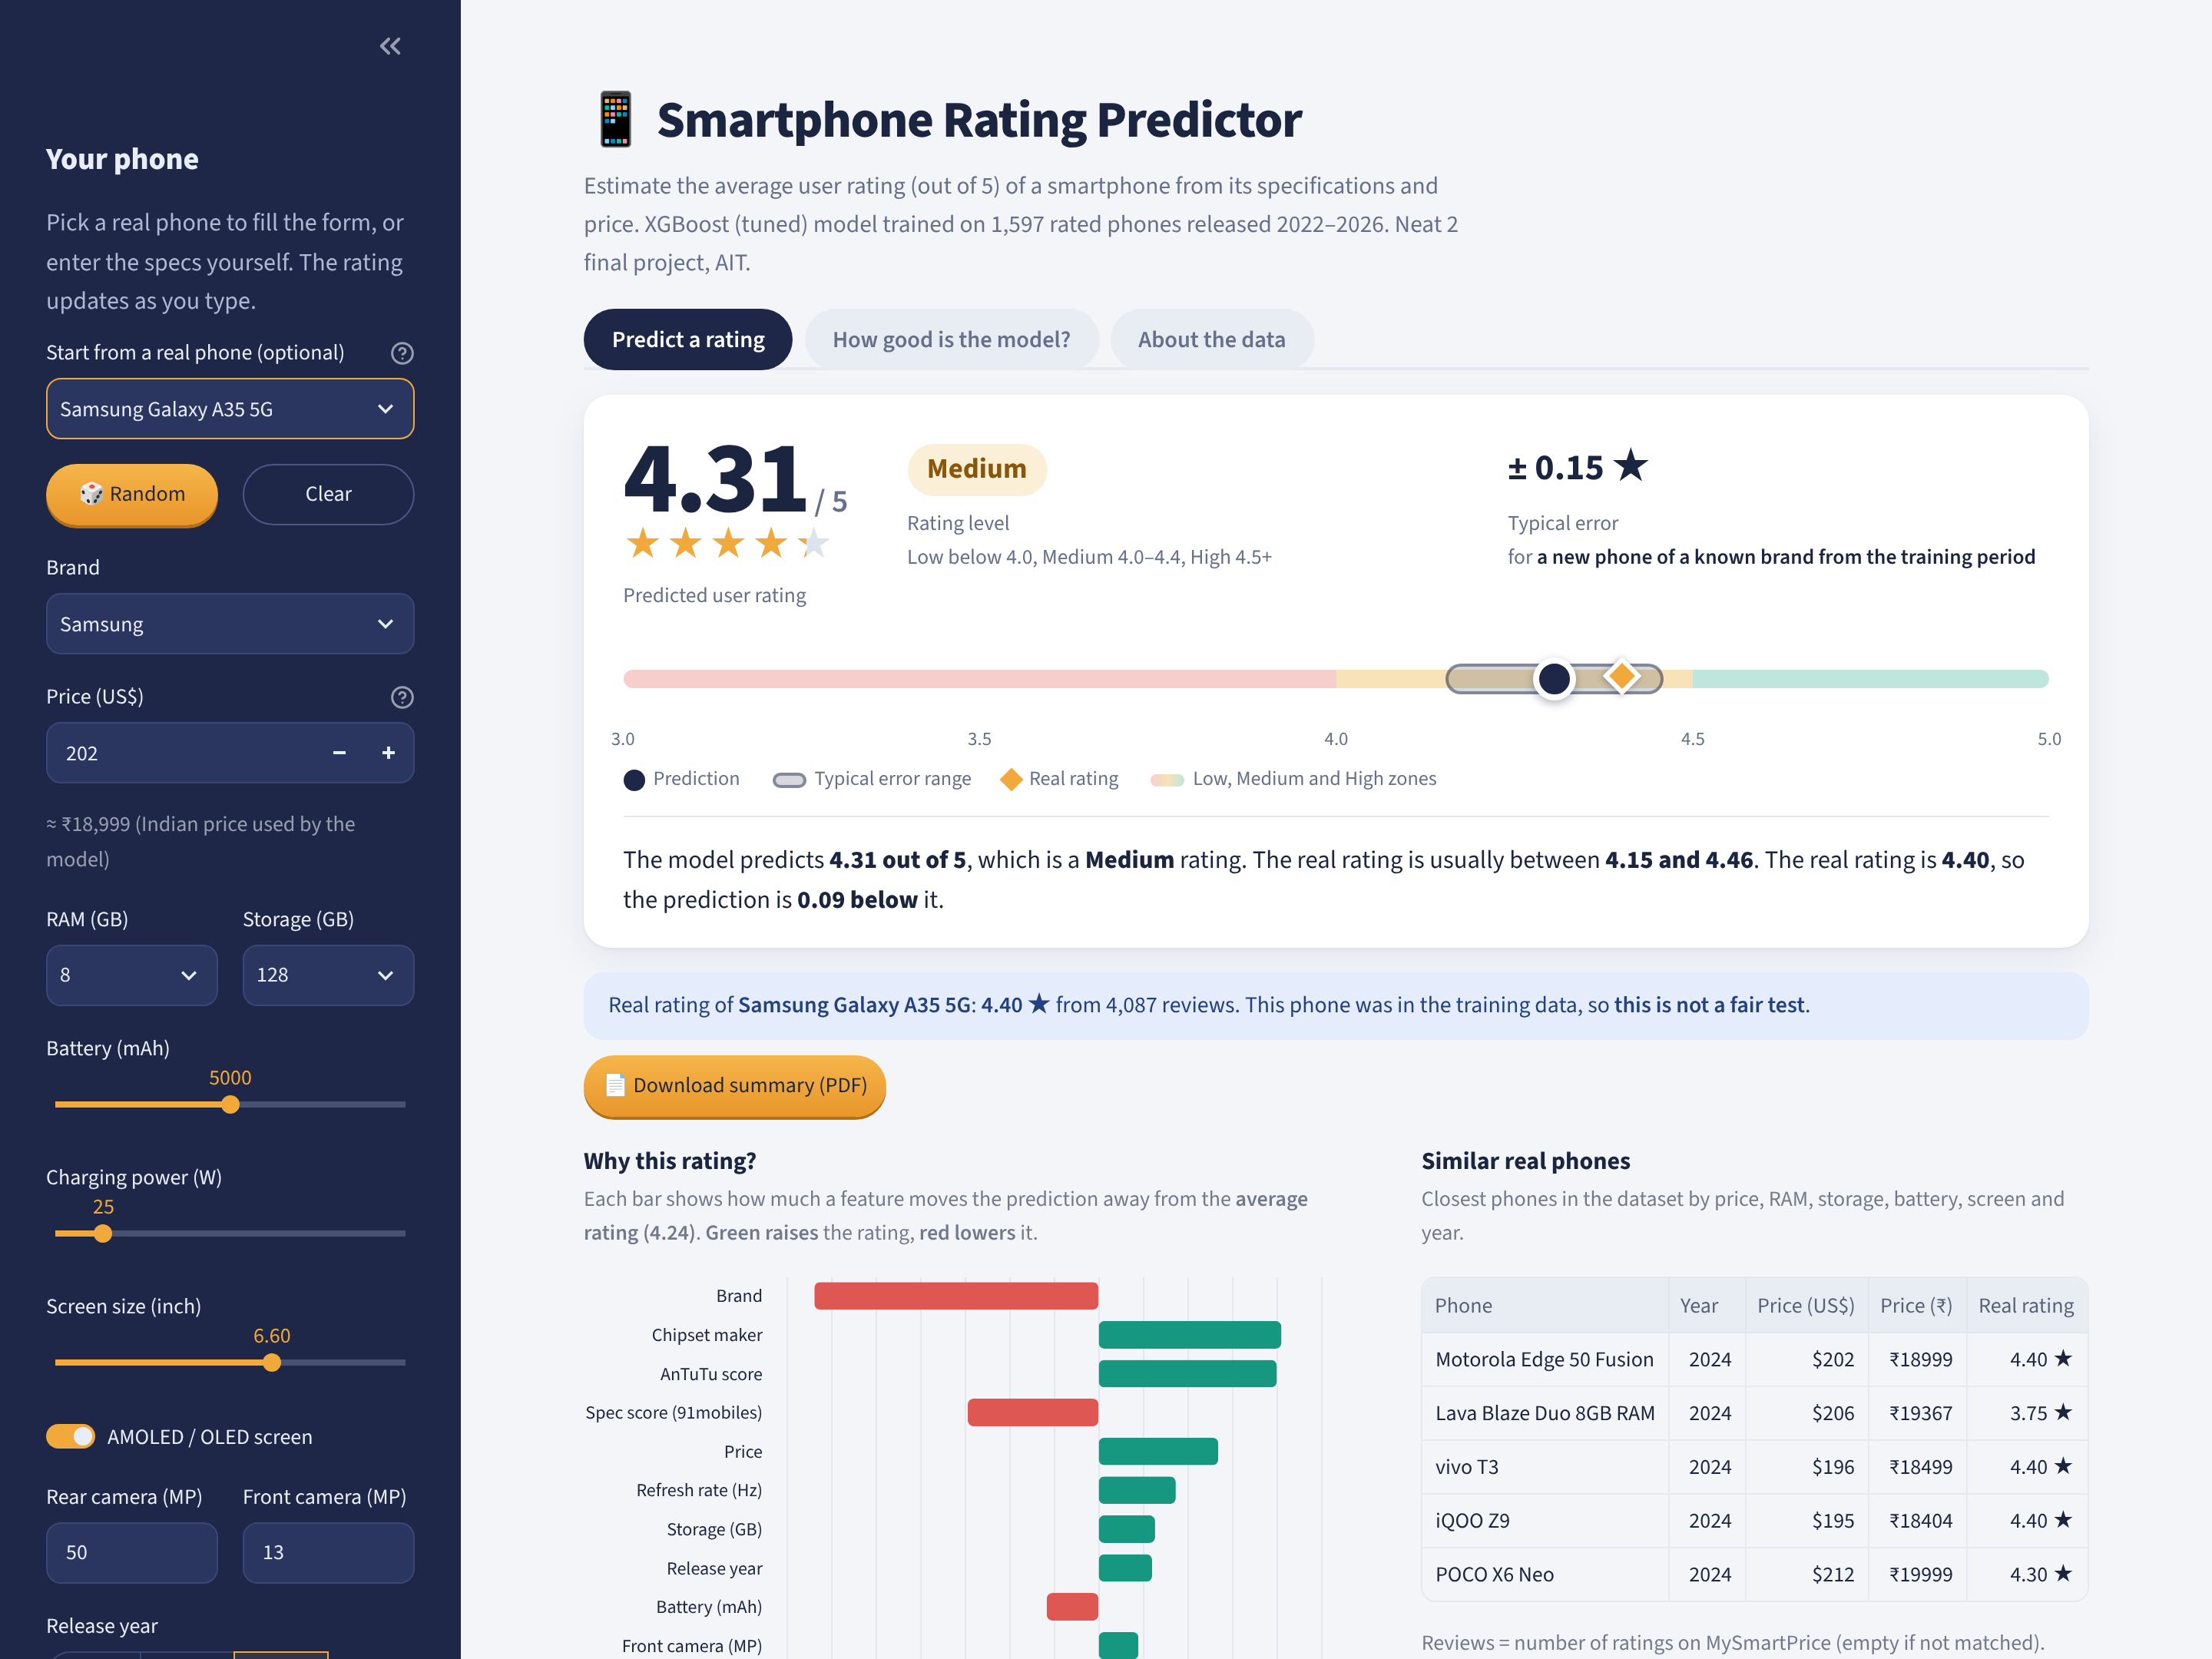 Your phone
Pick a real phone to fill the form, or
enter the specs yourself. The rating
updates as you type.
Start from a real phone (optional)
Samsung Galaxy A35 5G
Random
Clear
Brand
Samsung
Price (US$)
202
≈ ₹18,999 (Indian price used by the
model)
RAM (GB) Storage (GB)
8 128
Battery (mAh)
5000
Charging power (W)
25
Screen size (inch)
6.60
AMOLED / OLED screen
Rear camera (MP) Front camera (MP)
50 13
Release year
Smartphone Rating Predictor
Estimate the average user rating (out of 5) of a smartphone from its specifications and
price. XGBoost (tuned) model trained on 1,597 rated phones released 2022–2026. Neat 2
final project, AIT.
Predict a rating How good is the model? About the data
4.31 / 5
Predicted user rating
Medium
Rating level
Low below 4.0, Medium 4.0–4.4, High 4.5+
± 0.15 ★
Typical error
for a new phone of a known brand from the training period
3.0 3.5 4.0 4.5 5.0
Prediction Typical error range Real rating Low, Medium and High zones
The model predicts 4.31 out of 5, which is a Medium rating. The real rating is usually between 4.15 and 4.46. The real rating is 4.40, so
the prediction is 0.09 below it.
Real rating of Samsung Galaxy A35 5G: 4.40 ★ from 4,087 reviews. This phone was in the training data, so this is not a fair test.
Download summary (PDF)
Why this rating?
Each bar shows how much a feature moves the prediction away from the average
rating (4.24). Green raises the rating, red lowers it.
Brand
Chipset maker
AnTuTu score
Spec score (91mobiles)
Price
Refresh rate (Hz)
Storage (GB)
Release year
Battery (mAh)
Front camera (MP)
Similar real phones
Closest phones in the dataset by price, RAM, storage, battery, screen and
year.
Phone Year Price (US$) Price (₹) Real rating
Motorola Edge 50 Fusion 2024 $202 ₹18999 4.40 ★
Lava Blaze Duo 8GB RAM 2024 $206 ₹19367 3.75 ★
vivo T3 2024 $196 ₹18499 4.40 ★
iQOO Z9 2024 $195 ₹18404 4.40 ★
POCO X6 Neo 2024 $212 ₹19999 4.30 ★
Reviews = number of ratings on MySmartPrice (empty if not matched).